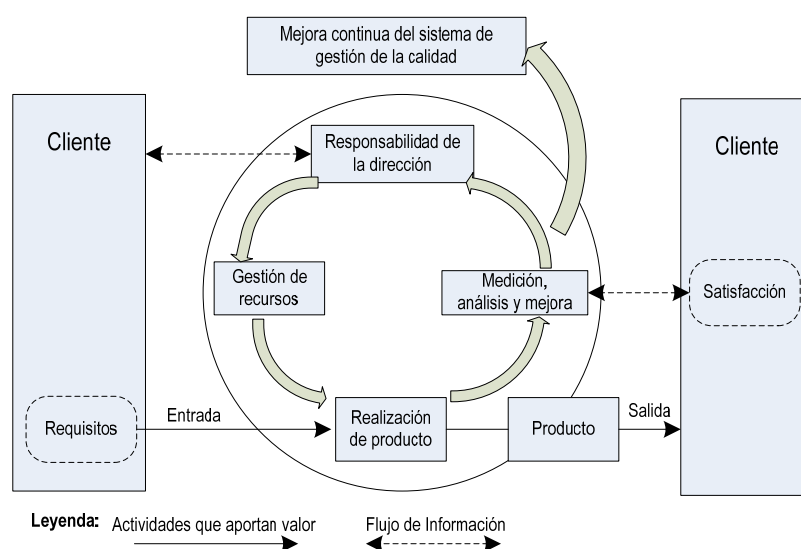 Mejora continua del sistema de
gestión de la calidad
Cliente
Responsabilidad de
la dirección
Cliente
Gestión de
recursos
Medición,
análisis y mejora
Satisfacción
Requisitos
Entrada
Realización
de producto
Producto
Salida
Leyenda: Actividades que aportan valor Flujo de Información